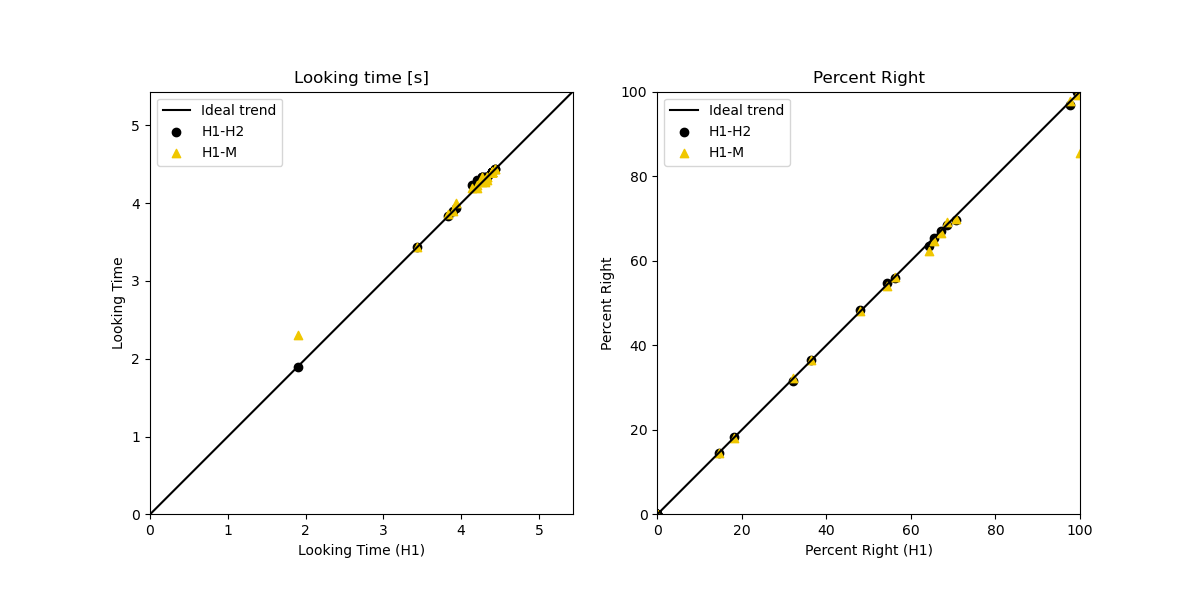 Looking time [s]
Ideal trend
H1-H2
H1-M
5
4
3
2
1
0
0 1 2 3 4 5
Looking Time
Looking Time (H1)
Percent Right
Ideal trend
H1-H2
H1-M
100
80
60
40
20
0
0 20 40 60 80 100
Percent Right
Percent Right (H1)